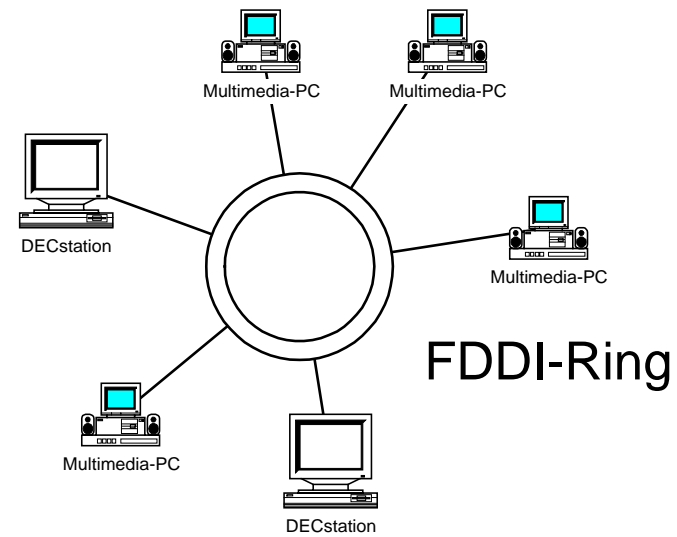 Multimedia-PC
Multimedia-PC
DECstation
Multimedia-PC
FDDI-Ring
Multimedia-PC
DECstation